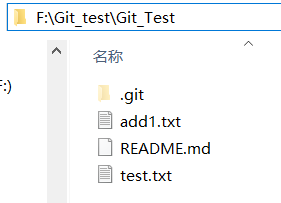 F:\Git_test\Git_Test
名称
F:)
.git
add1.txt
README.md
test.txt